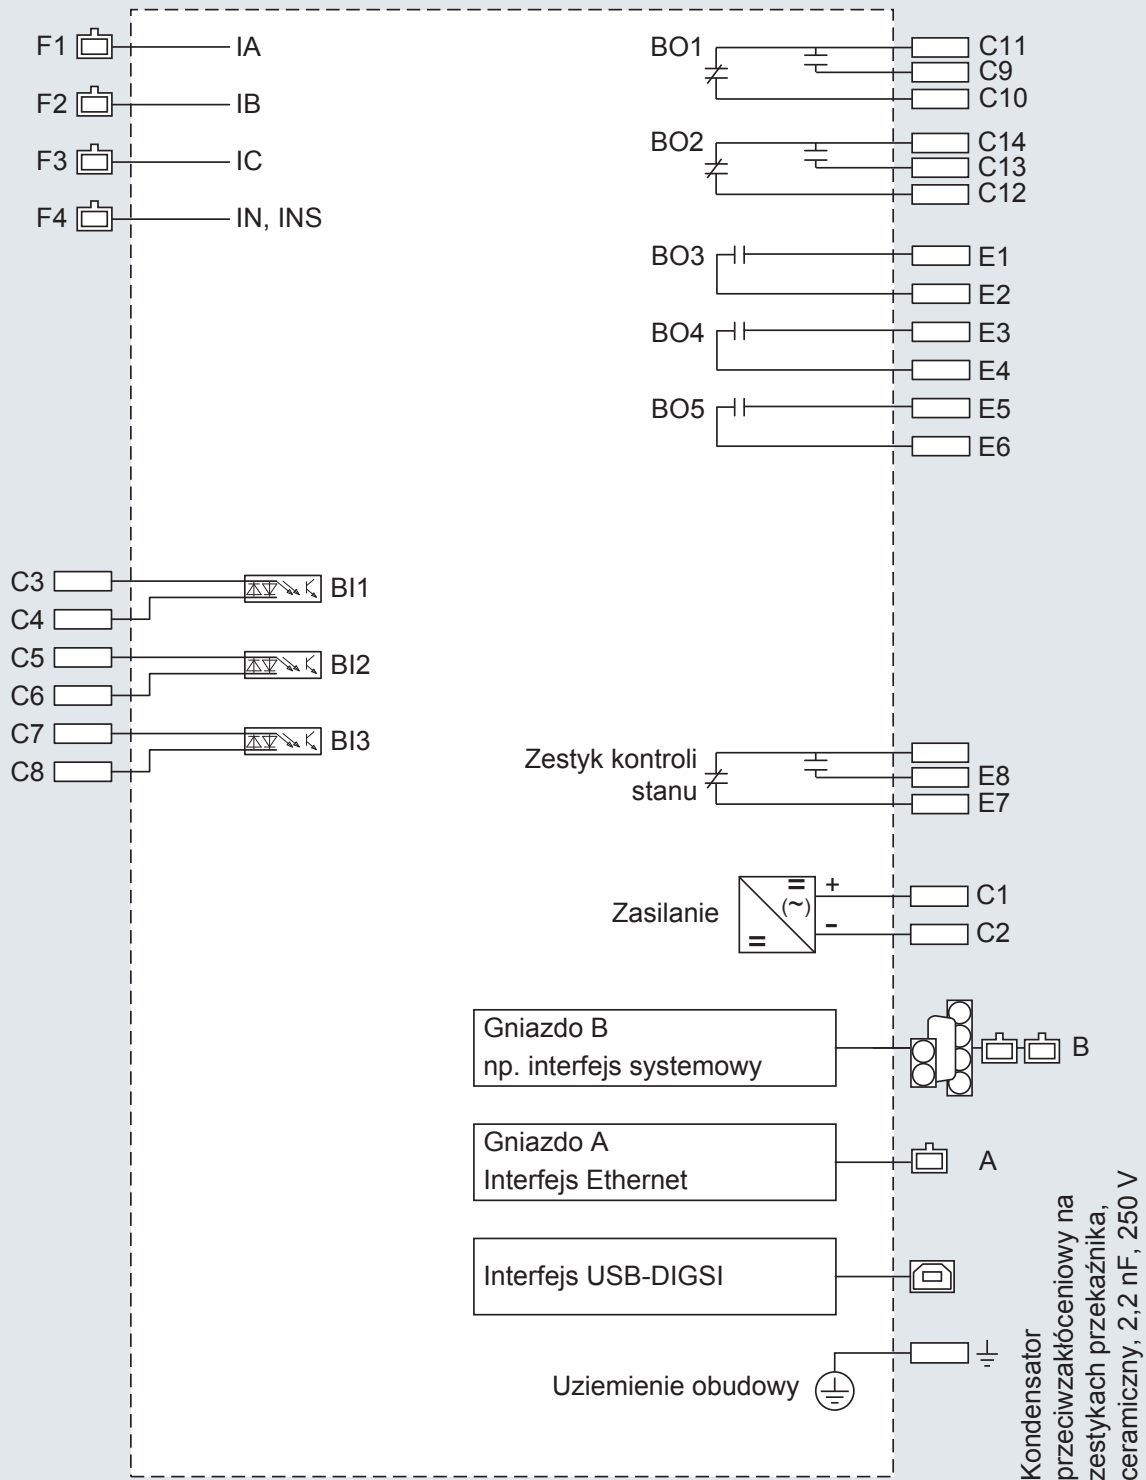 F1
IA
F2
IB
F3
IC
F4
IN, INS
BO1
C11
C9
C10
BO2
C14
C13
C12
BO3
E1
E2
BO4
E3
E4
BO5
E5
E6
C3
C4
BI1
C5
C6
BI2
C7
C8
BI3
Zestyk kontroli
stanu
E8
E7
Zasilanie
=
(~)
=
+
-
C1
C2
Gniazdo B
np. interfejs systemowy
B
Gniazdo A
Interfejs Ethernet
A
Interfejs USB-DIGSI
Uziemienie obudowy
Kondensator
przeciwzakłóceniowy na
zestykach przekaźnika,
ceramiczny, 2,2 nF, 250 V